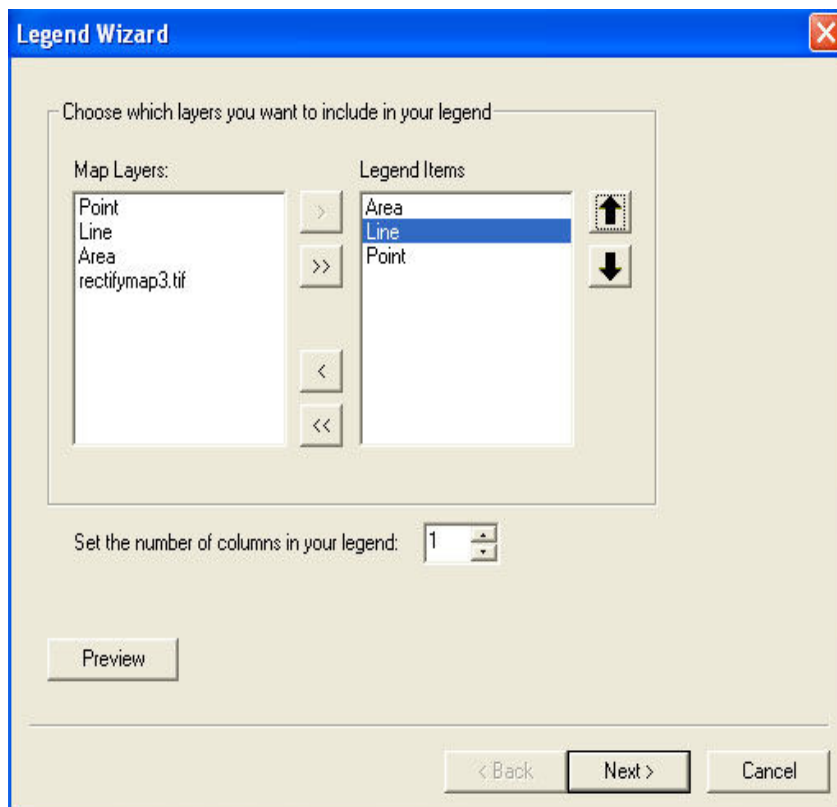 Legend Wizard
Choose which layers you want to include in your legend
Map Layers:
Point
Line
Area
rectifymap3.tif
>
>>
<
<<
Legend Items
Area
Line
Point
Set the number of columns in your legend: 1
Preview
< Back
Next >
Cancel